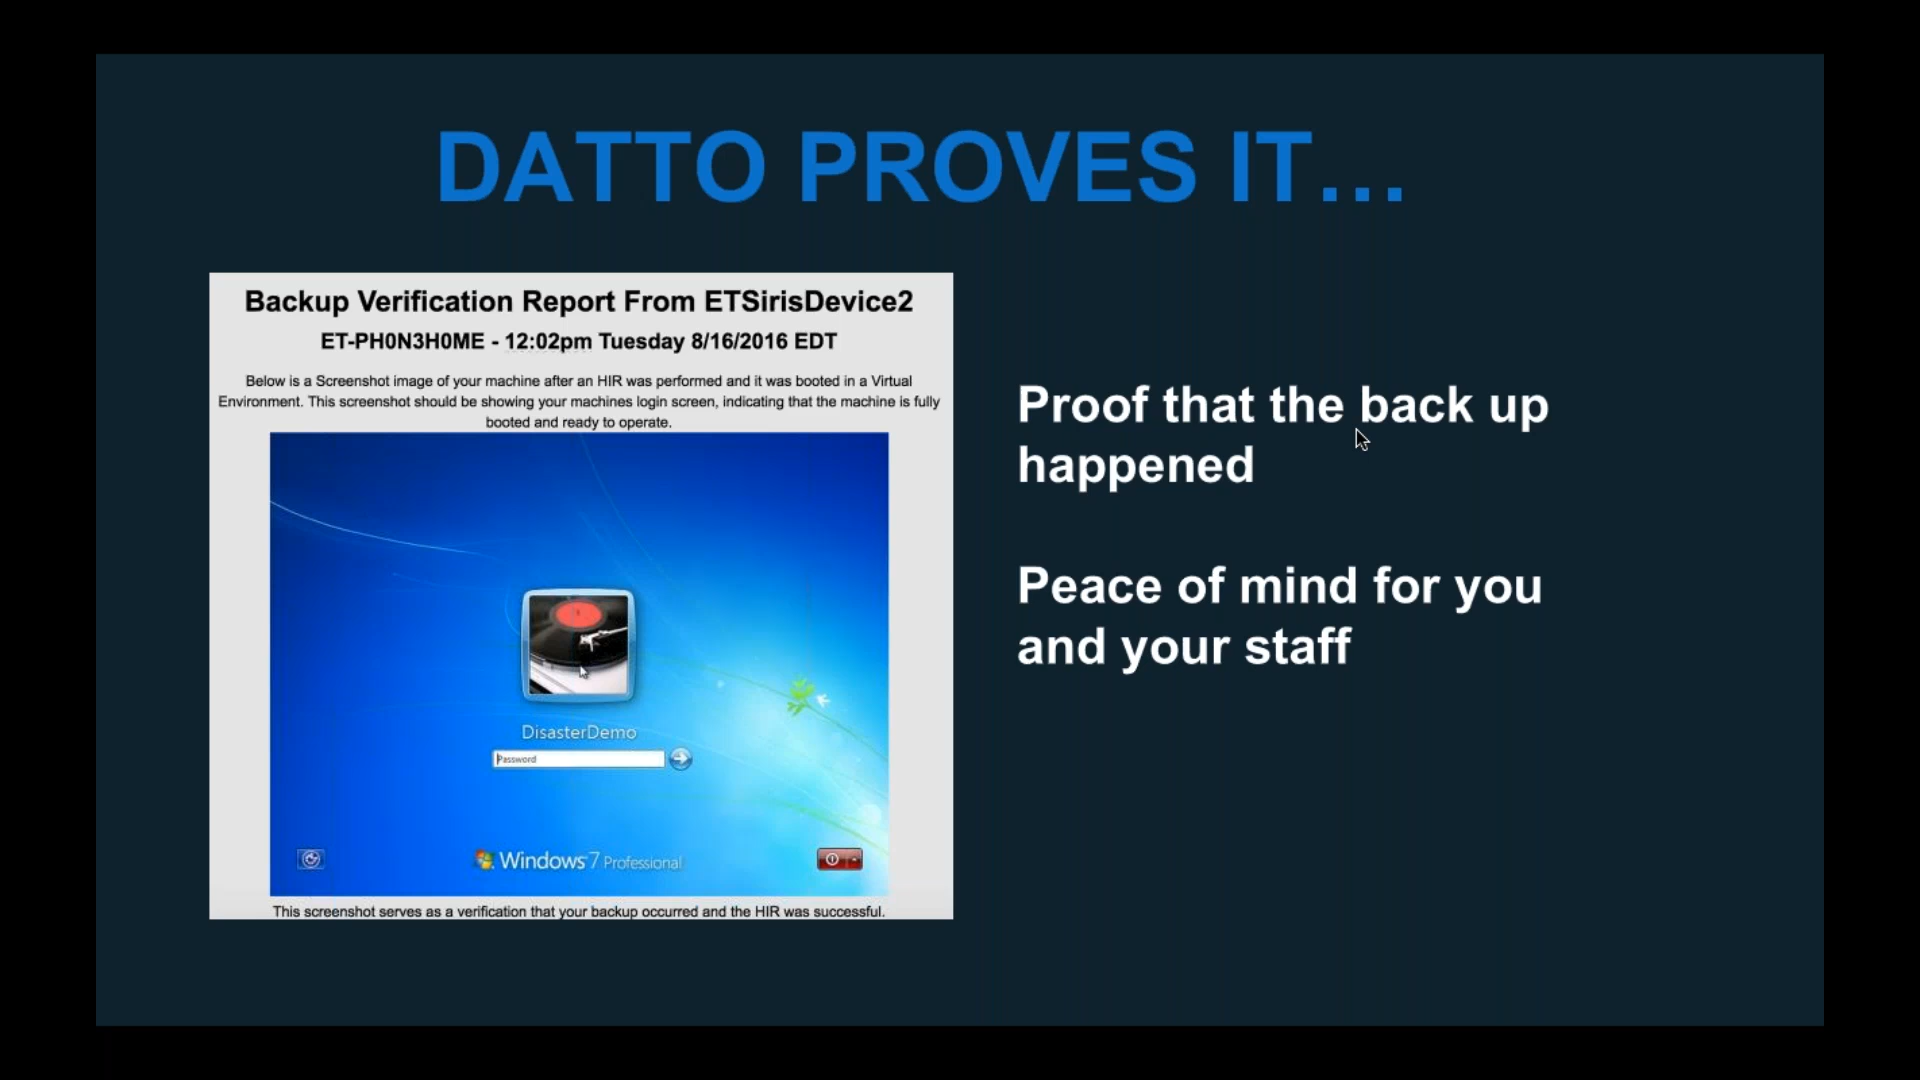 DATTO PROVES IT...
Backup Verification Report From ETSirisDevice2
ET-PH0N3H0ME - 12:02pm Tuesday 8/16/2016 EDT
Below is a Screenshot image of your machine after an HIR was performed and it was booted in a Virtual
Environment. This screenshot should be showing your machines login screen, indicating that the machine is fully
booted and ready to operate.
DisasterDemo
Password
Windows 7 Professional
This screenshot serves as a verification that your backup occurred and the HIR was successful.
Proof that the back up
happened
Peace of mind for you
and your staff